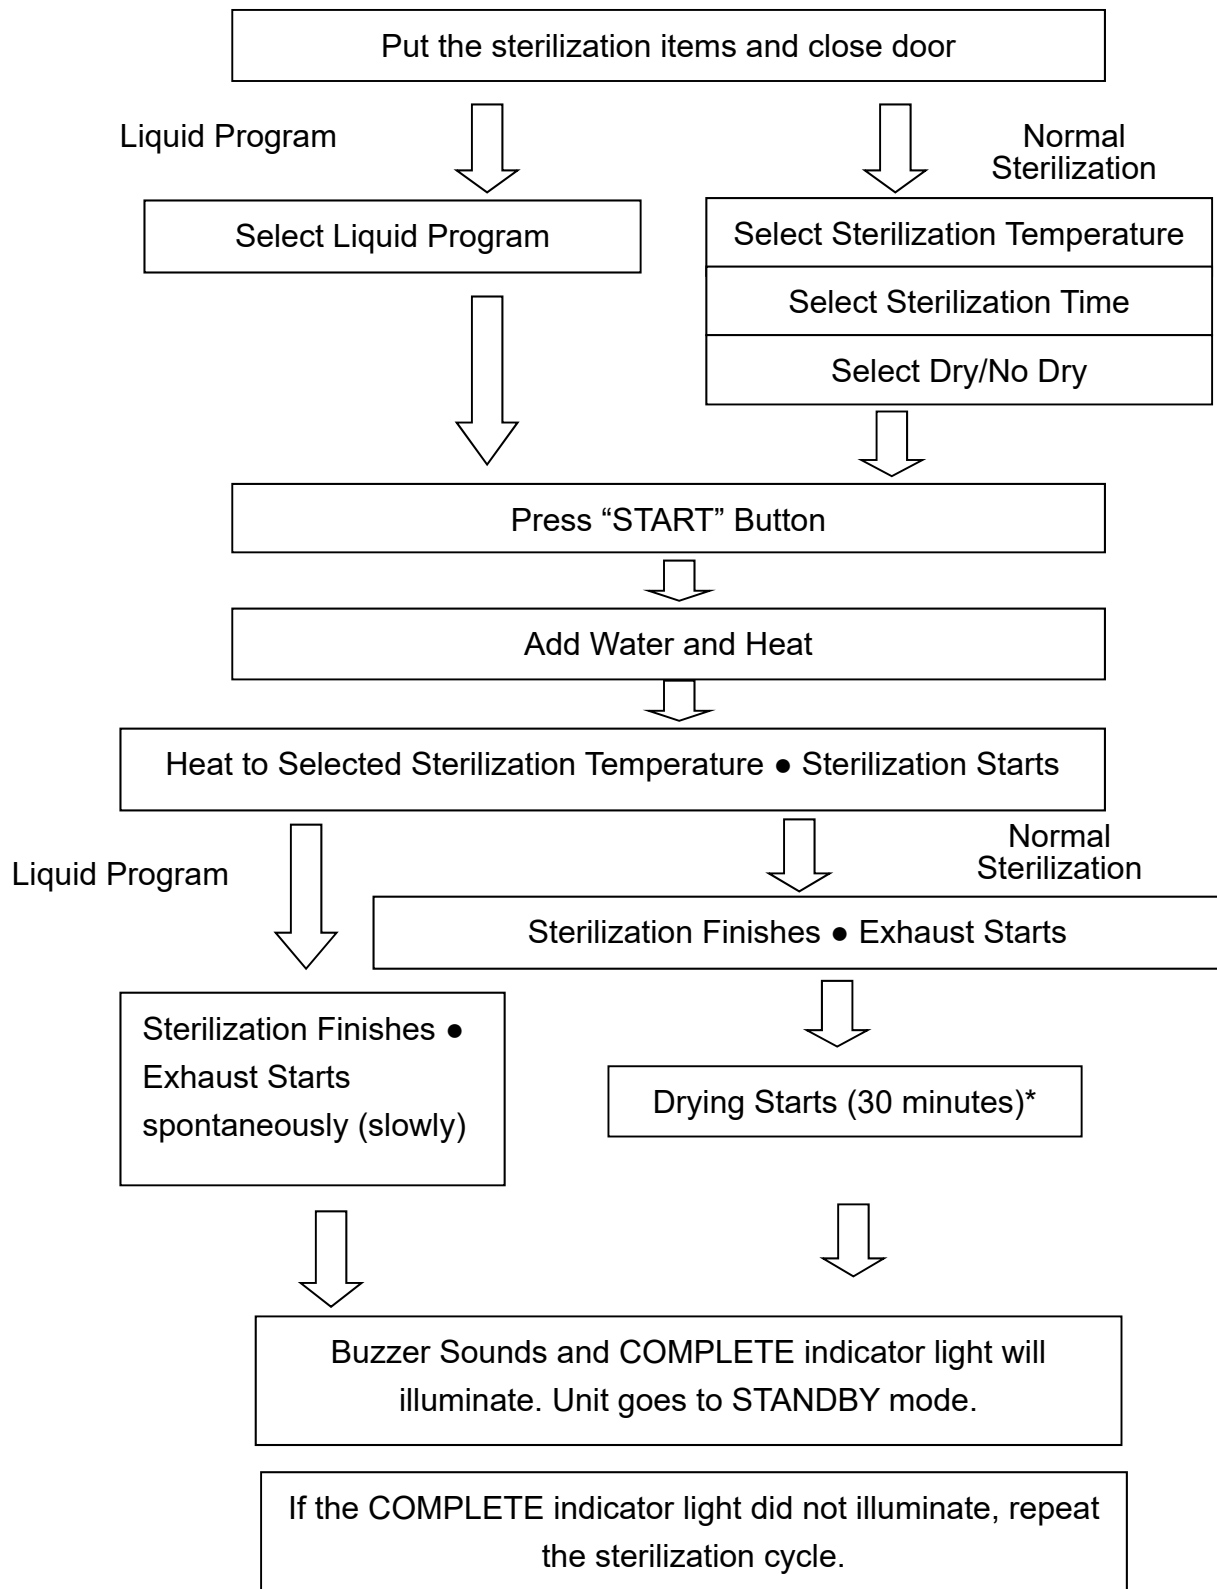 Put the sterilization items and close door
Liquid Program
Normal
Sterilization
Select Liquid Program
Select Sterilization Temperature
Select Sterilization Time
Select Dry/No Dry
Press “START” Button
Add Water and Heat
Heat to Selected Sterilization Temperature ● Sterilization Starts
Liquid Program
Normal
Sterilization
Sterilization Finishes ● Exhaust Starts
Sterilization Finishes ●
Exhaust Starts
spontaneously (slowly)
Drying Starts (30 minutes)*
Buzzer Sounds and COMPLETE indicator light will
illuminate. Unit goes to STANDBY mode.
If the COMPLETE indicator light did not illuminate, repeat
the sterilization cycle.